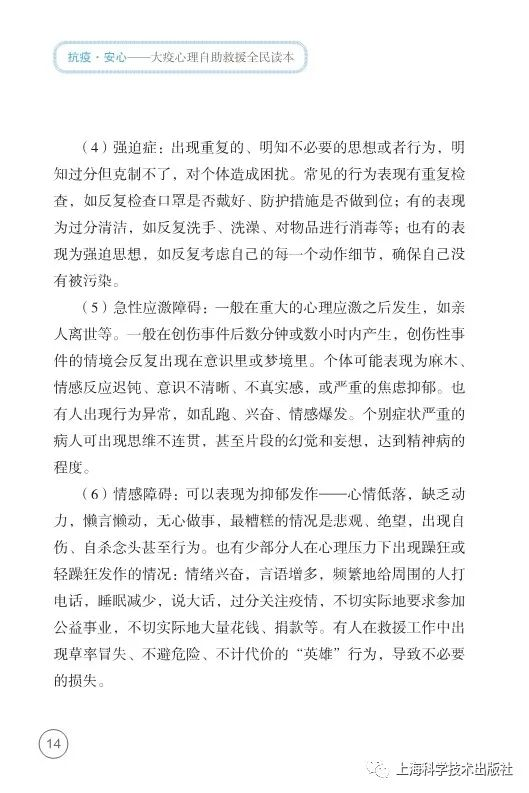 抗疫·安心——大疫心理自助救援全民读本
（4）强迫症：出现重复的、明知不必要的思想或者行为，明
知过分但克制不了，对个体造成困扰。常见的行为表现有重复检
查，如反复检查口罩是否戴好、防护措施是否做到位；有的表现
为过分清洁，如反复洗手、洗澡、对物品进行消毒等；也有的表
现为强迫思想，如反复考虑自己的每一个动作细节，确保自己没
有被污染。
（5）急性应激障碍：一般在重大的心理应激之后发生，如亲
人离世等。一般在创伤事件后数分钟或数小时内产生，创伤性事
件的情境会反复出现在意识里或梦境里。个体可能表现为麻木、
情感反应迟钝、意识不清晰、不真实感，或严重的焦虑抑郁。也
有人出现行为异常，如乱跑、兴奋、情感爆发。个别症状严重的
病人可出现思维不连贯，甚至片段的幻觉和妄想，达到精神病的
程度。
（6）情感障碍：可以表现为抑郁发作——心情低落，缺乏动
力，懒言懒动，无心做事，最糟糕的情况是悲观、绝望，出现自
伤、自杀念头甚至行为。也有少部分人在心理压力下出现躁狂或
轻躁狂发作的情况：情绪兴奋，言语增多，频繁地给周围的人打
电话，睡眠减少，说大话，过分关注疫情，不切实际地要求参加
公益事业，不切实际地大量花钱、捐款等。有人在救援工作中出
现草率冒失、不避危险、不计代价的“英雄”行为，导致不必要
的损失。
14
上海科学技术出版社